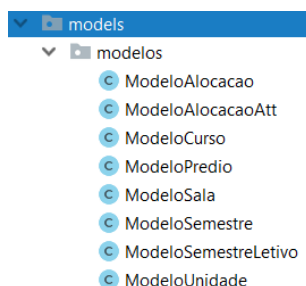 models
modelos
C ModeloAlocacao
C ModeloAlocacaoAtt
C ModeloCurso
C ModeloPredio
C ModeloSala
C ModeloSemestre
C ModeloSemestreLetivo
C ModeloUnidade